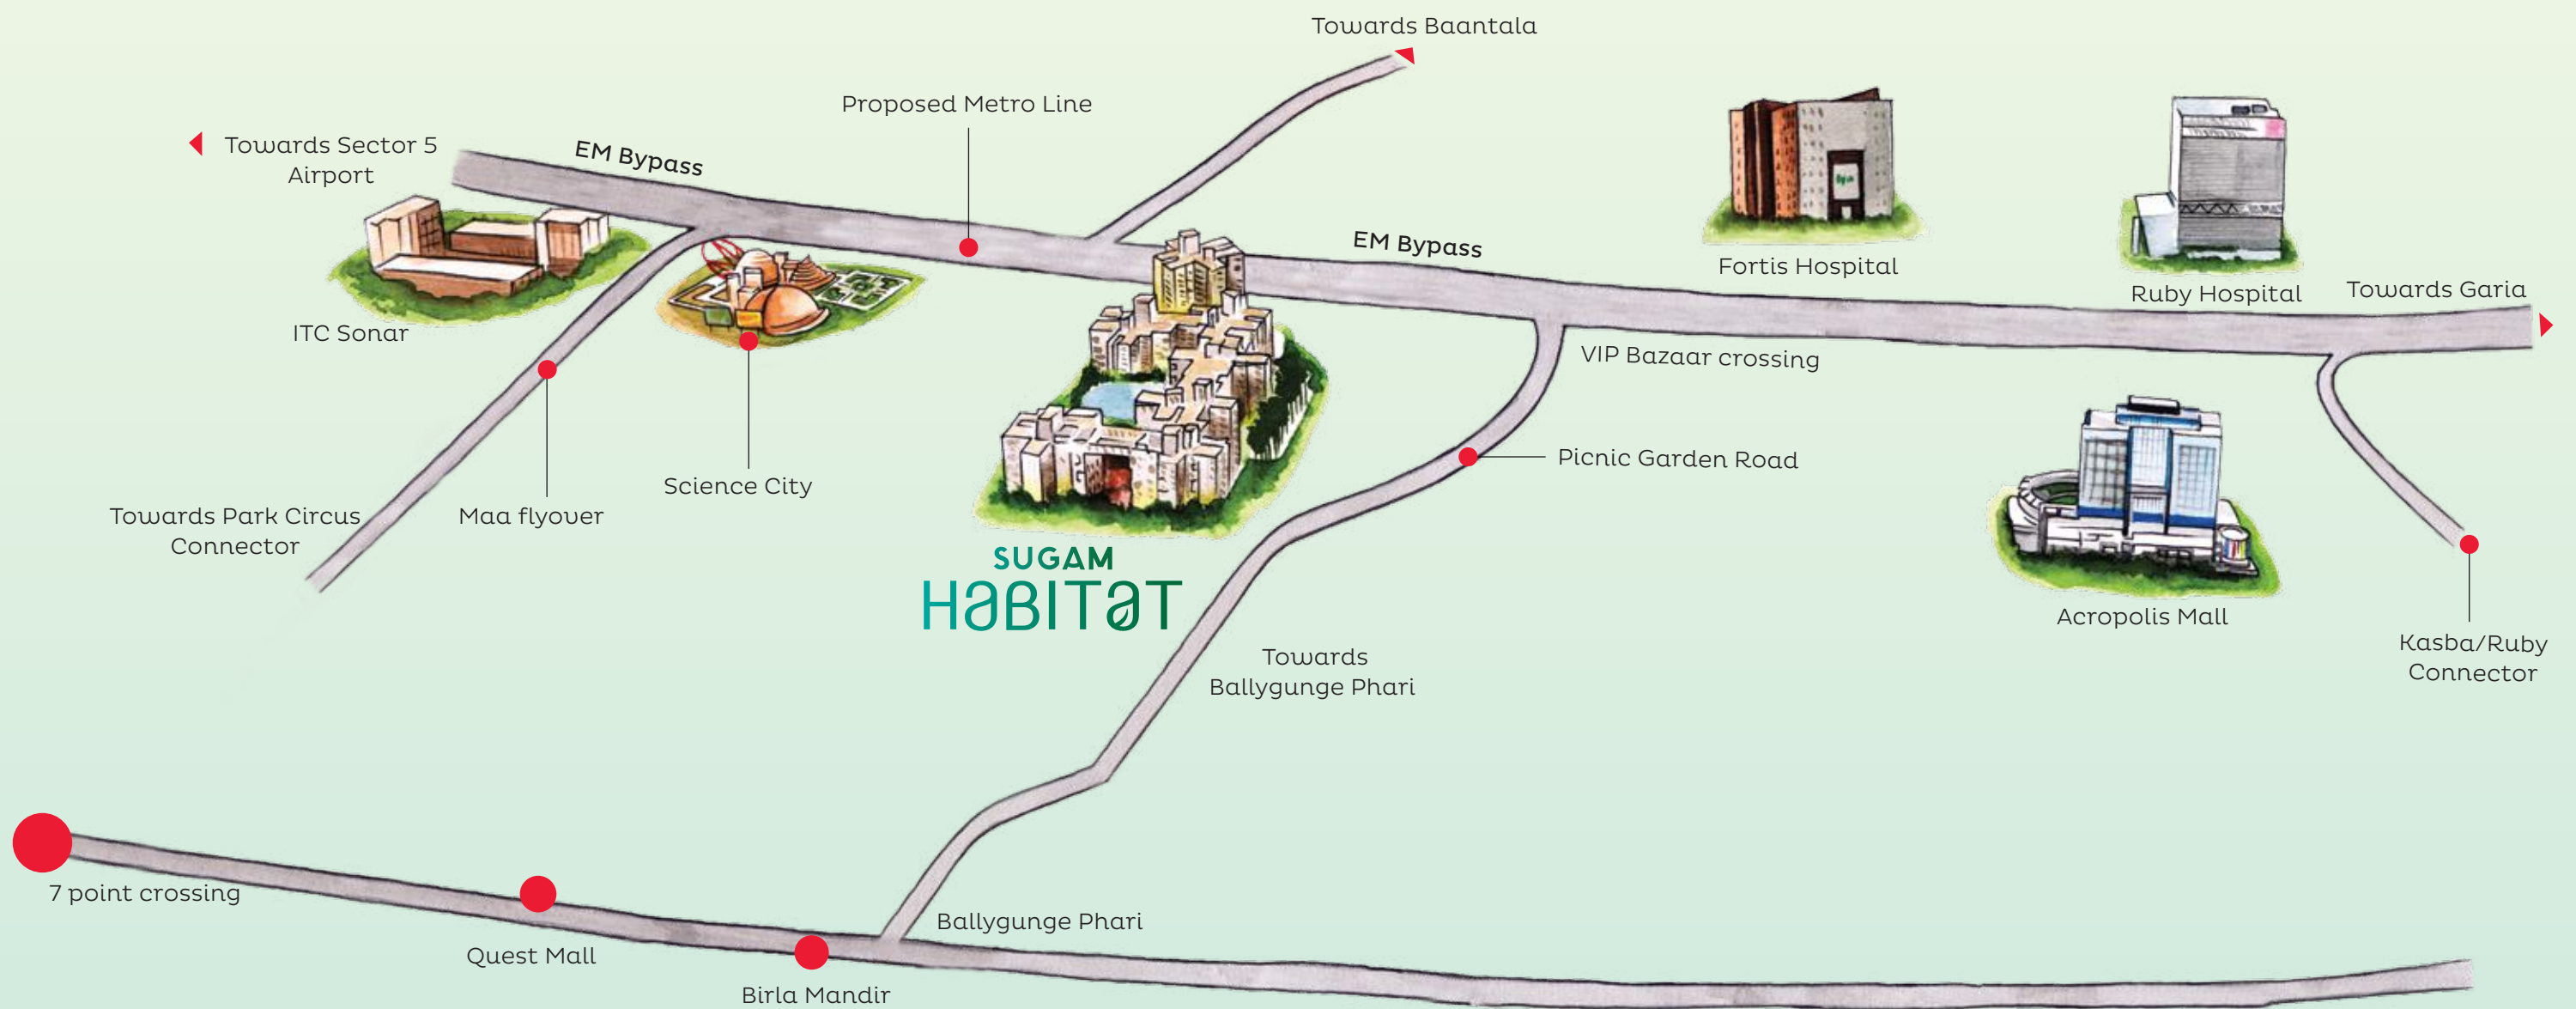 Towards Baantala
Proposed Metro Line
Towards Sector 5
Airport
EM Bypass
EM Bypass
Fortis Hospital
Ruby Hospital
Towards Garia
ITC Sonar
VIP Bazaar crossing
Picnic Garden Road
Science City
Towards Park Circus
Connector
Maa flyover
SUGAM
HABITAT
Acropolis Mall
Kasba/Ruby
Connector
Towards
Ballygunge Phari
7 point crossing
Ballygunge Phari
Quest Mall
Birla Mandir